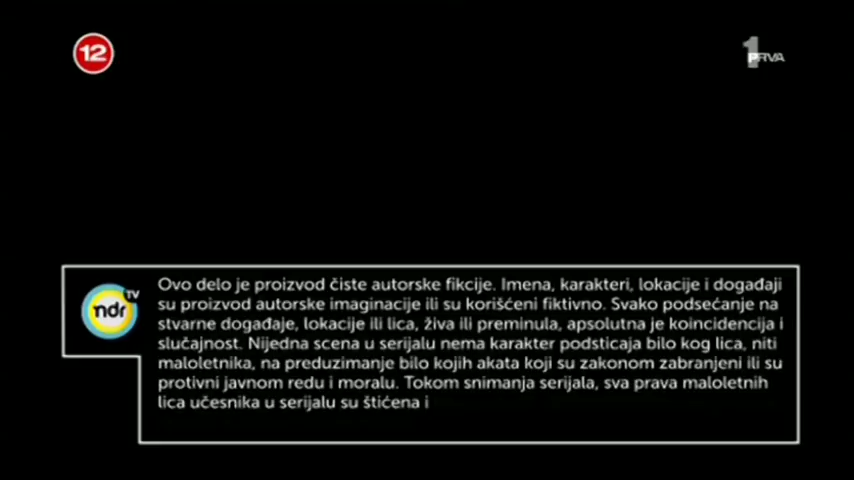 12
1
PRVA
ndr
TV
Ovo delo je proizvod čiste autorske fikcije. Imena, karakteri, lokacije i događaji
su proizvod autorske imaginacije ili su korišćeni fiktivno. Svako podsećanje na
stvarne događaje, lokacije ili lica, živa ili preminula, apsolutna je koincidencija i
slučajnost. Nijedna scena u serijalu nema karakter podsticaja bilo kog lica, niti
maloletnika, na preduzimanje bilo kojih akata koji su zakonom zabranjeni ili su
protivni javnom redu i moralu. Tokom snimanja serijala, sva prava maloletnih
lica učesnika u serijalu su štićena i